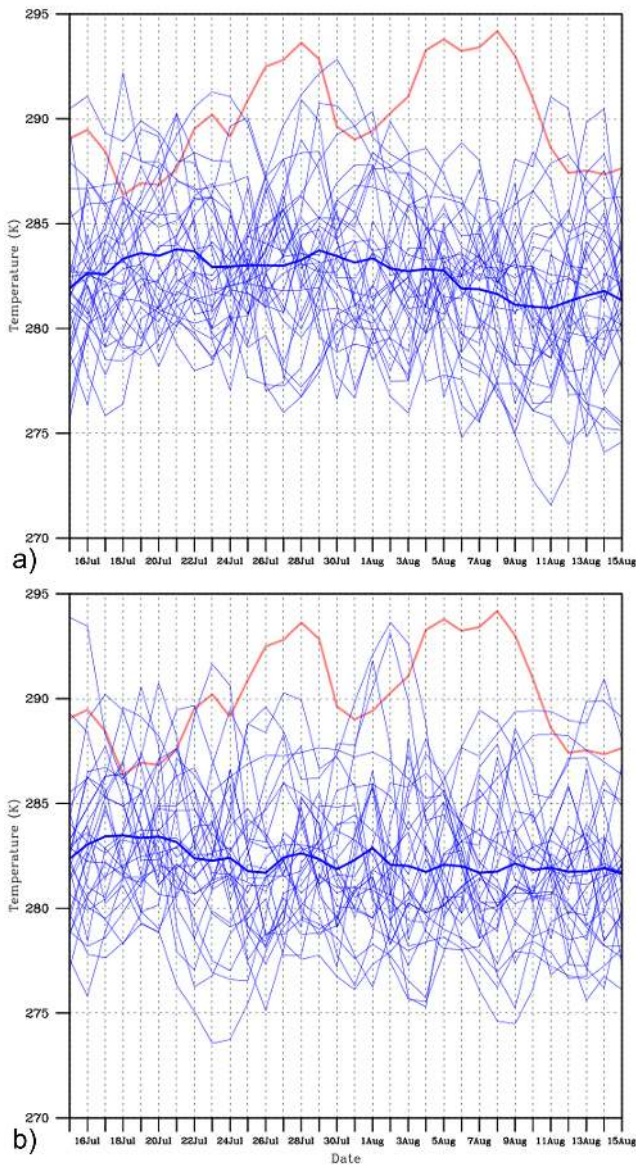 295
290
285
280
275
270
Temperature (K)
16Jul 18Jul 20Jul 22Jul 24Jul 26Jul 28Jul 30Jul 1Aug 3Aug 5Aug 7Aug 9Aug 11Aug 13Aug 15Aug
a)
295
290
285
280
275
270
Temperature (K)
16Jul 18Jul 20Jul 22Jul 24Jul 26Jul 28Jul 30Jul 1Aug 3Aug 5Aug 7Aug 9Aug 11Aug 13Aug 15Aug
b)
Date